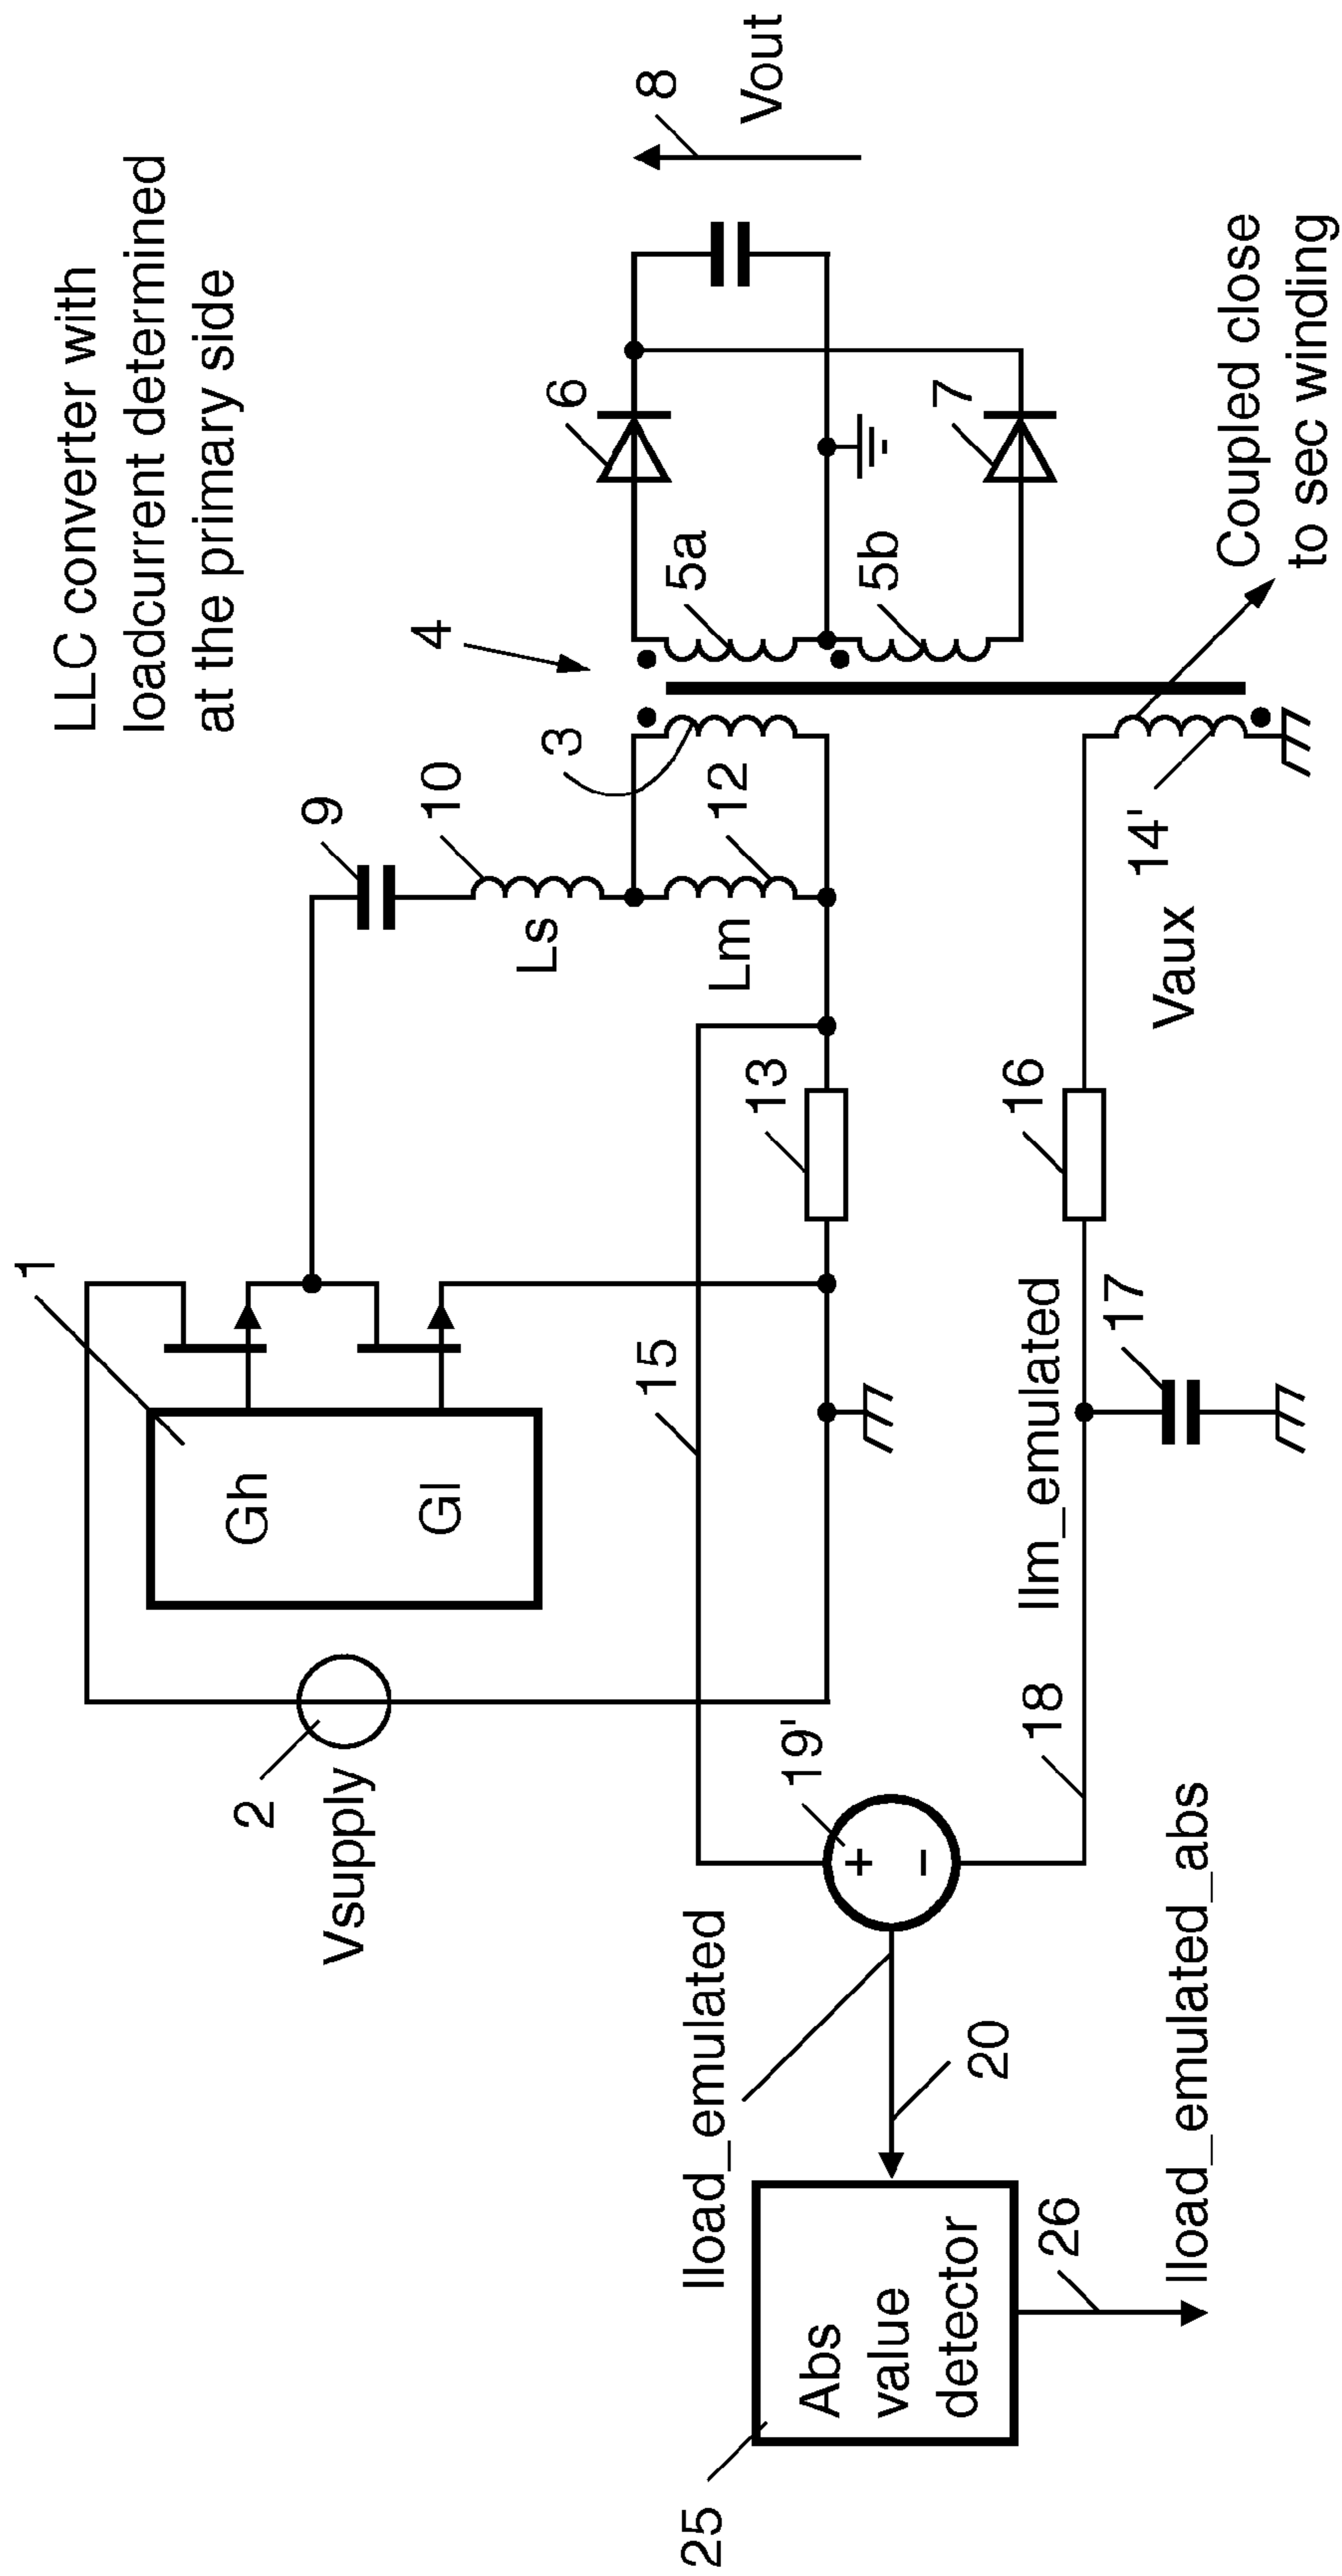 LLC converter with
loadcurrent determined
at the primary side
1
Gh
Gl
2
Vsupply
9
10
Ls
3
12
Lm
4
5a
5b
6
7
8
Vout
13
15
16
17
Ilm_emulated
18
14'
Vaux
Coupled close
to sec winding
19'
+
−
Iload_emulated
20
Abs
value
detector
25
26
Iload_emulated_abs